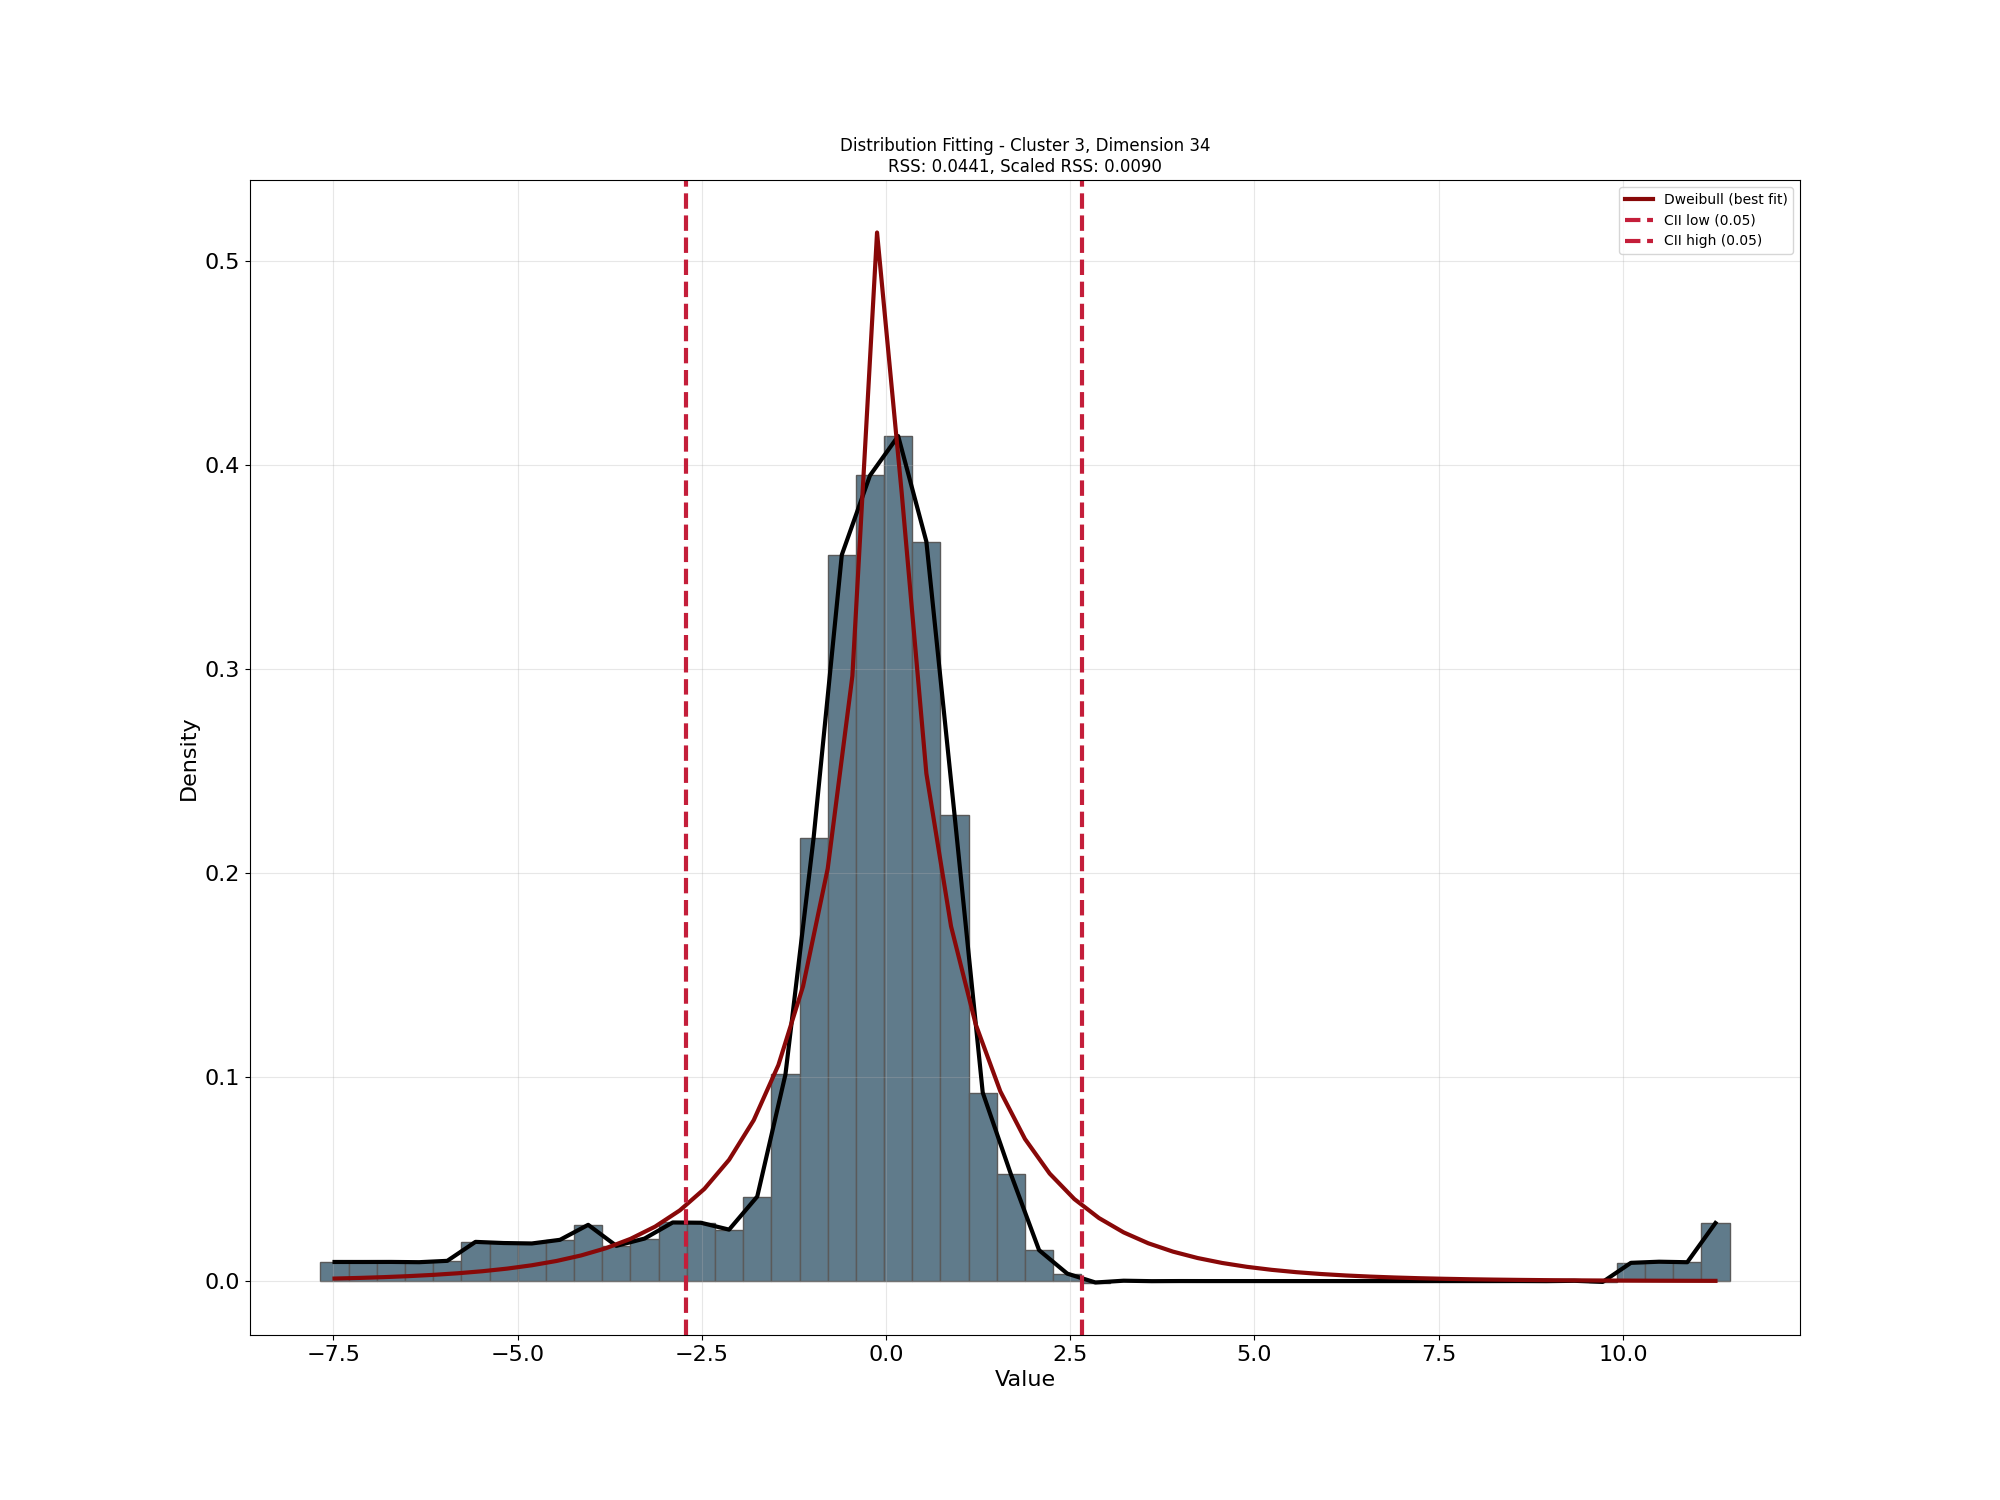 Distribution Fitting - Cluster 3, Dimension 34
RSS: 0.0441, Scaled RSS: 0.0090
Dweibull (best fit)
CII low (0.05)
CII high (0.05)
0.5
0.4
0.3
0.2
0.1
0.0
Density
−7.5 −5.0 −2.5 0.0 2.5 5.0 7.5 10.0
Value